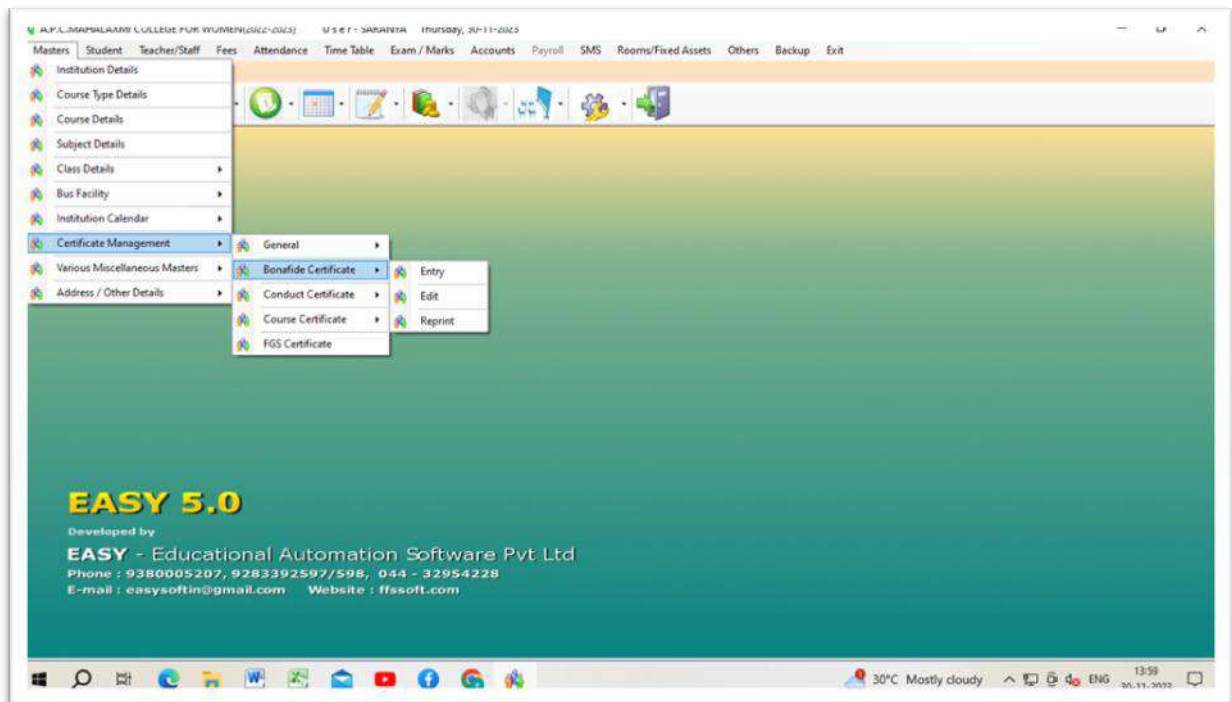 A.P.C.MAHALAXMI COLLEGE FOR WOMEN(2022-2023) U s e r - SARANYA Thursday, 30-11-2023
Masters Student Teacher/Staff Fees Attendance Time Table Exam / Marks Accounts Payroll SMS Rooms/Fixed Assets Others Backup Exit
Institution Details
Course Type Details
Course Details
Subject Details
Class Details
Bus Facility
Institution Calendar
Certificate Management
Various Miscellaneous Masters
Address / Other Details
General
Bonafide Certificate
Conduct Certificate
Course Certificate
FGS Certificate
Entry
Edit
Reprint
EASY 5.0
Developed by
EASY - Educational Automation Software Pvt Ltd
Phone : 9380005207, 9283392597/598, 044 - 32954228
E-mail : easysoftin@gmail.com Website : ffssoft.com
30°C Mostly cloudy ENG 13:59
30-11-2023